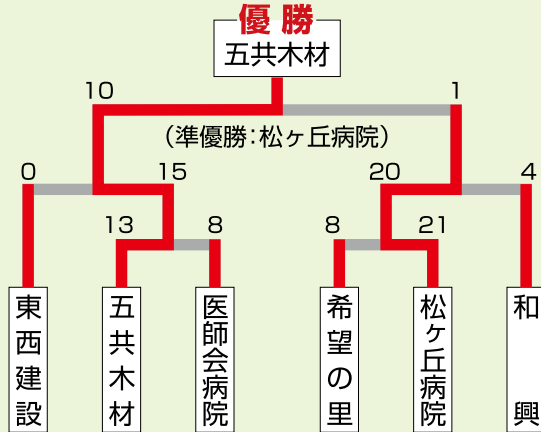 優勝
五共木材
10
1
(準優勝:松ヶ丘病院)
0
15
20
4
13
8
8
21
東西建設
五共木材
医師会病院
希望の里
松ケ丘病院
和興